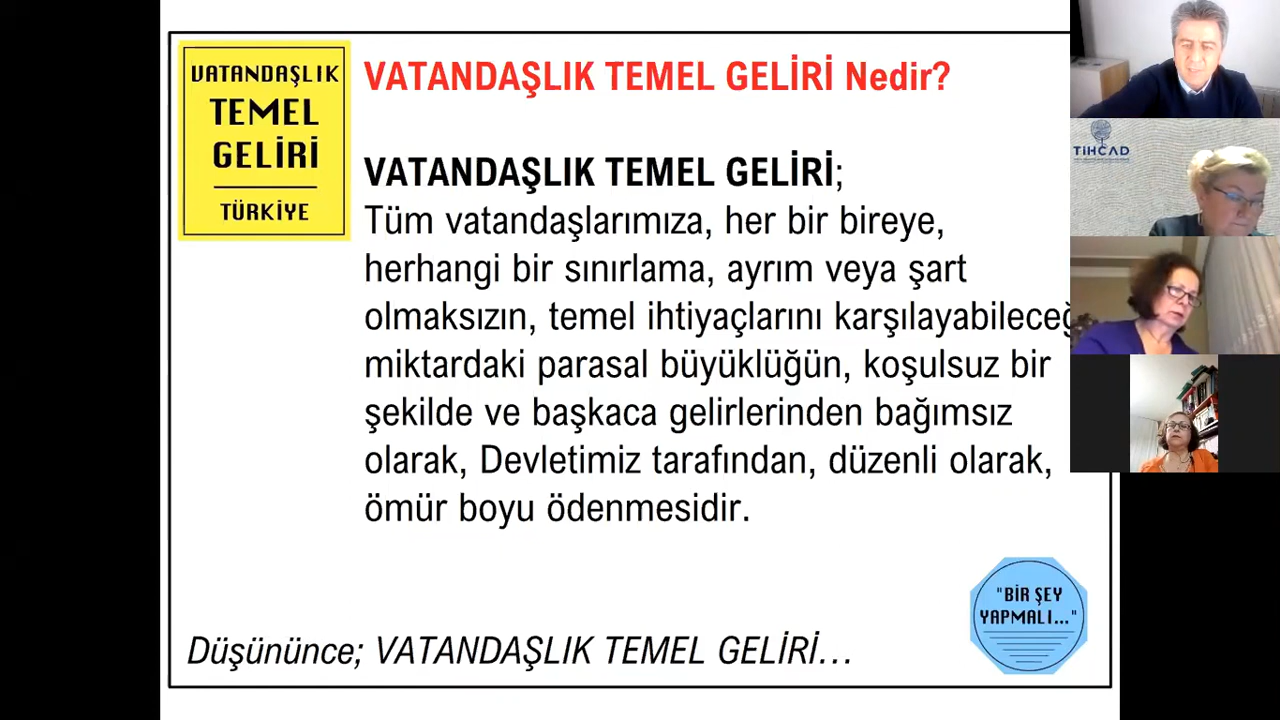 VATANDAŞLIK
TEMEL
GELİRİ
TÜRKİYE
VATANDAŞLIK TEMEL GELİRİ Nedir?
VATANDAŞLIK TEMEL GELİRİ;
Tüm vatandaşlarımıza, her bir bireye,
herhangi bir sınırlama, ayrım veya şart
olmaksızın, temel ihtiyaçlarını
miktardaki parasal büyüklüğün, koşulsuz bir
şekilde ve başkaca gelirlerinden bağımsız
olarak, Devletimiz tarafından, düzenli olarak,
ömür boyu ödenmesidir.
"BİR ŞEY
YAPMALI..."
Düşününce; VATANDAŞLIK TEMEL GELİRİ...
TİHCAD